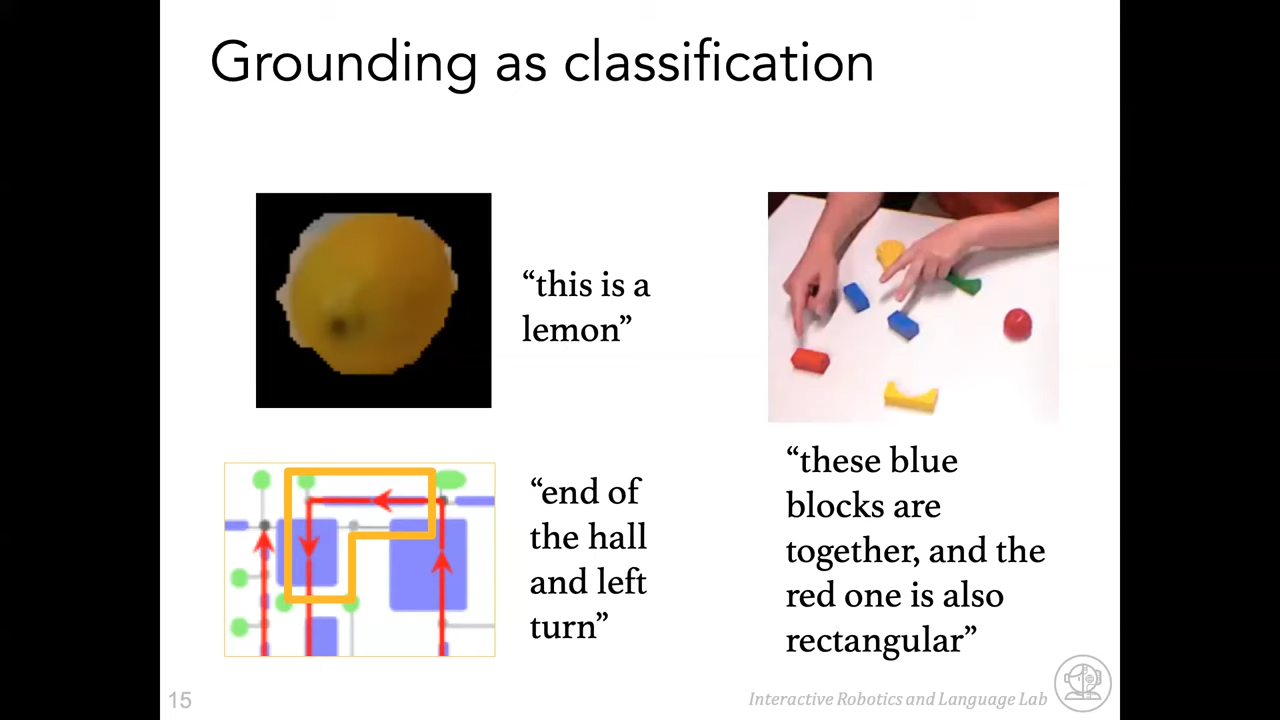 Grounding as classification
“this is a
lemon”
“end of
the hall
and left
turn”
“these blue
blocks are
together, and the
red one is also
rectangular”
15
Interactive Robotics and Language Lab